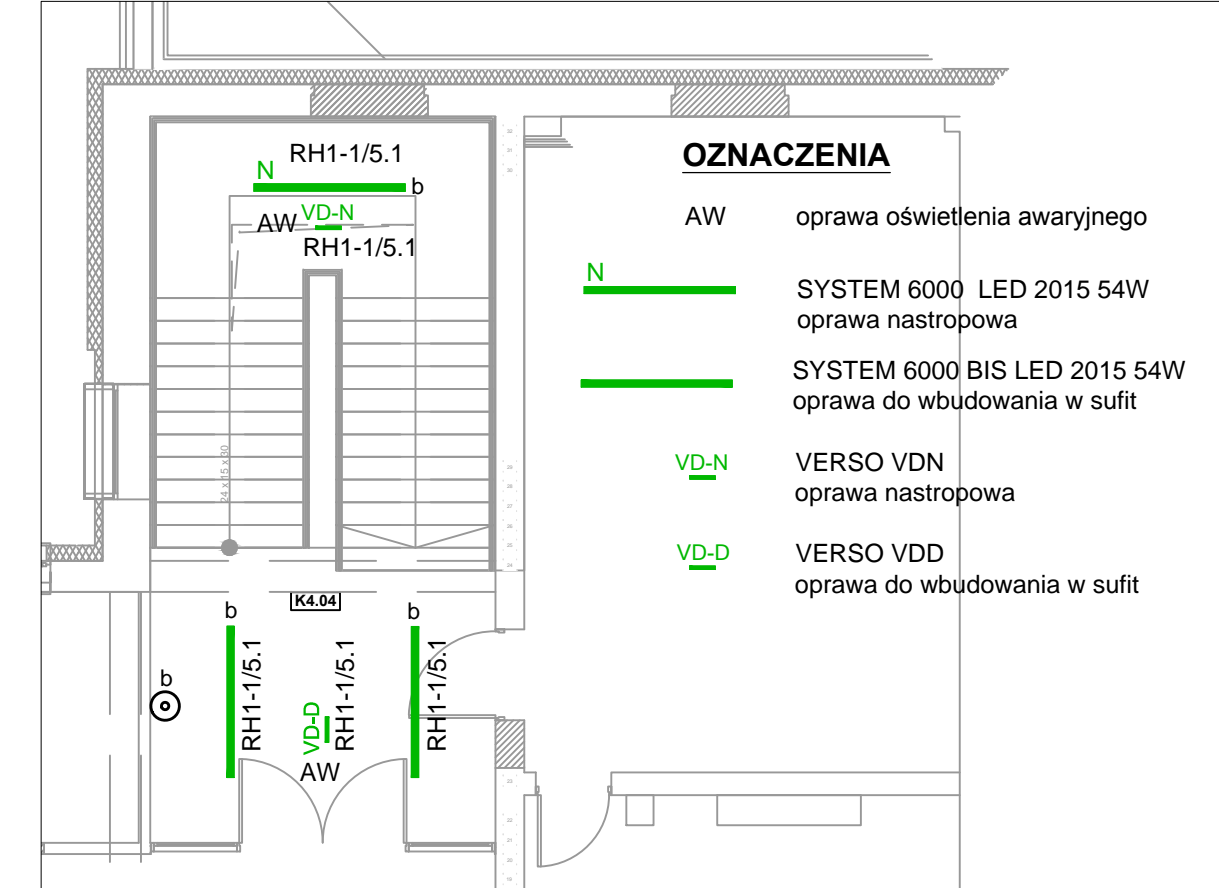 RH1-1/5.1
N
b
AW VD-N
RH1-1/5.1
24 x 15 x 30
K4.04
b
b
b
RH1-1/5.1
VD-D
RH1-1/5.1
RH1-1/5.1
AW
OZNACZENIA
AW oprawa oświetlenia awaryjnego
N
SYSTEM 6000 LED 2015 54W
oprawa nastropowa
SYSTEM 6000 BIS LED 2015 54W
oprawa do wbudowania w sufit
VD-N VERSO VDN
oprawa nastropowa
VD-D VERSO VDD
oprawa do wbudowania w sufit